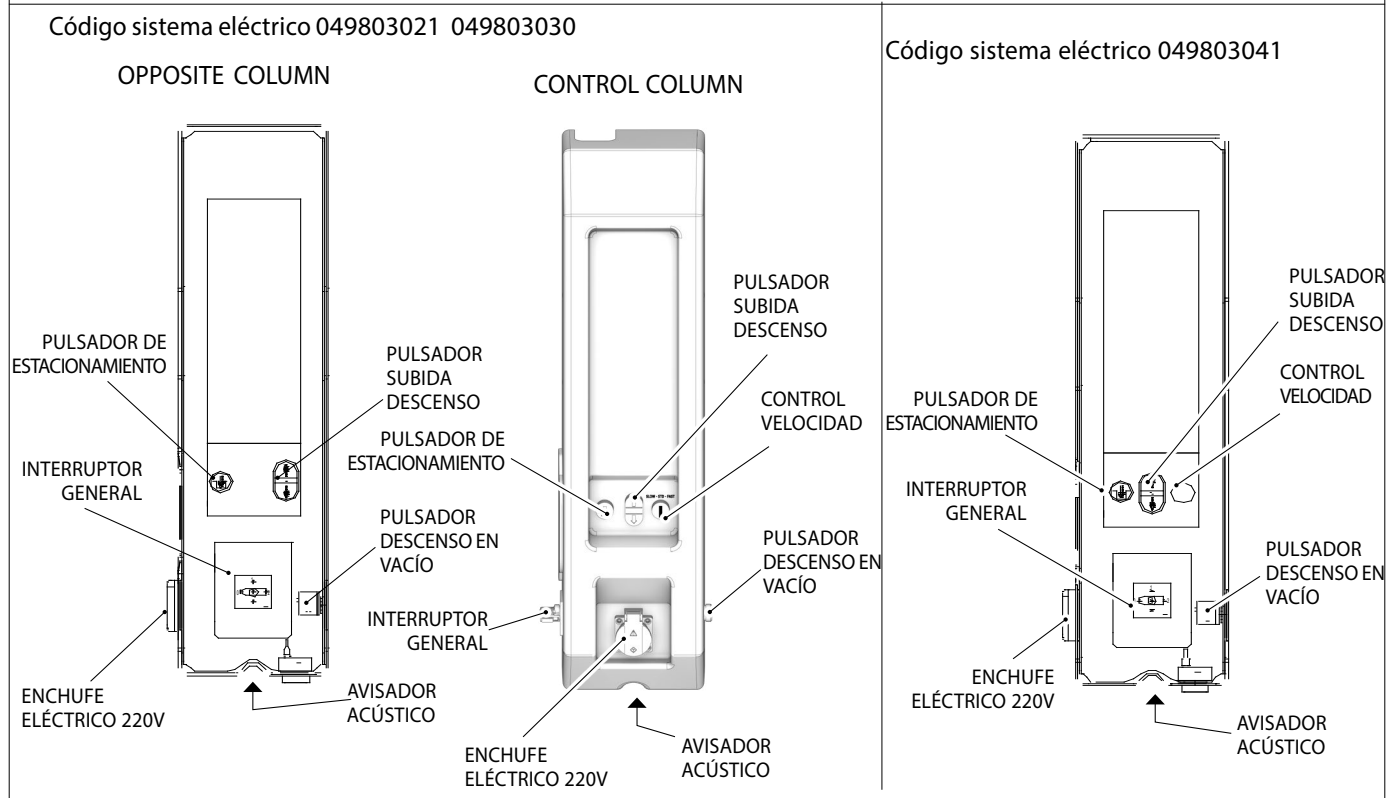 Código sistema eléctrico 049803021 049803030
OPPOSITE COLUMN
CONTROL COLUMN
PULSADOR DE
ESTACIONAMIENTO
PULSADOR
SUBIDA
DESCENSO
INTERRUPTOR
GENERAL
PULSADOR
DESCENSO EN
VACÍO
ENCHUFE
ELÉCTRICO 220V
AVISADOR
ACÚSTICO
PULSADOR
SUBIDA
DESCENSO
CONTROL
VELOCIDAD
PULSADOR DE
ESTACIONAMIENTO
SLOW - STD - FAST
INTERRUPTOR
GENERAL
PULSADOR
DESCENSO EN
VACÍO
ENCHUFE
ELÉCTRICO 220V
AVISADOR
ACÚSTICO
Código sistema eléctrico 049803041
PULSADOR
SUBIDA
DESCENSO
CONTROL
VELOCIDAD
PULSADOR DE
ESTACIONAMIENTO
INTERRUPTOR
GENERAL
PULSADOR
DESCENSO EN
VACÍO
ENCHUFE
ELÉCTRICO 220V
AVISADOR
ACÚSTICO